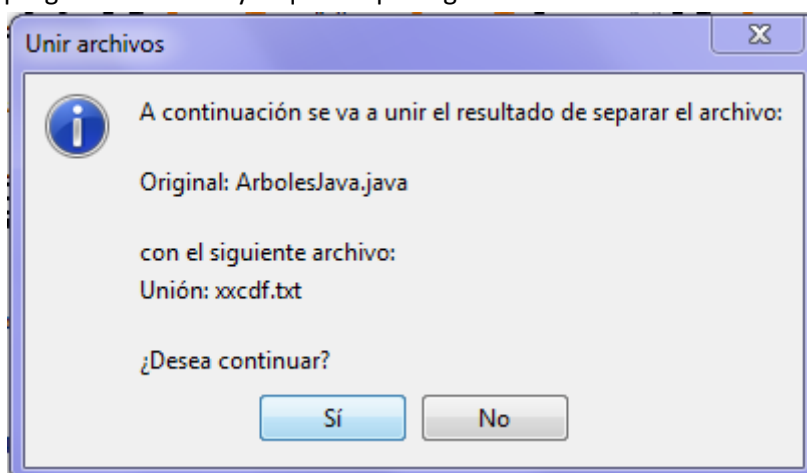 Unir archivos
A continuación se va a unir el resultado de separar el archivo:
Original: ArbolesJava.java
con el siguiente archivo:
Unión: xxcdf.txt
¿Desea continuar?
Sí No